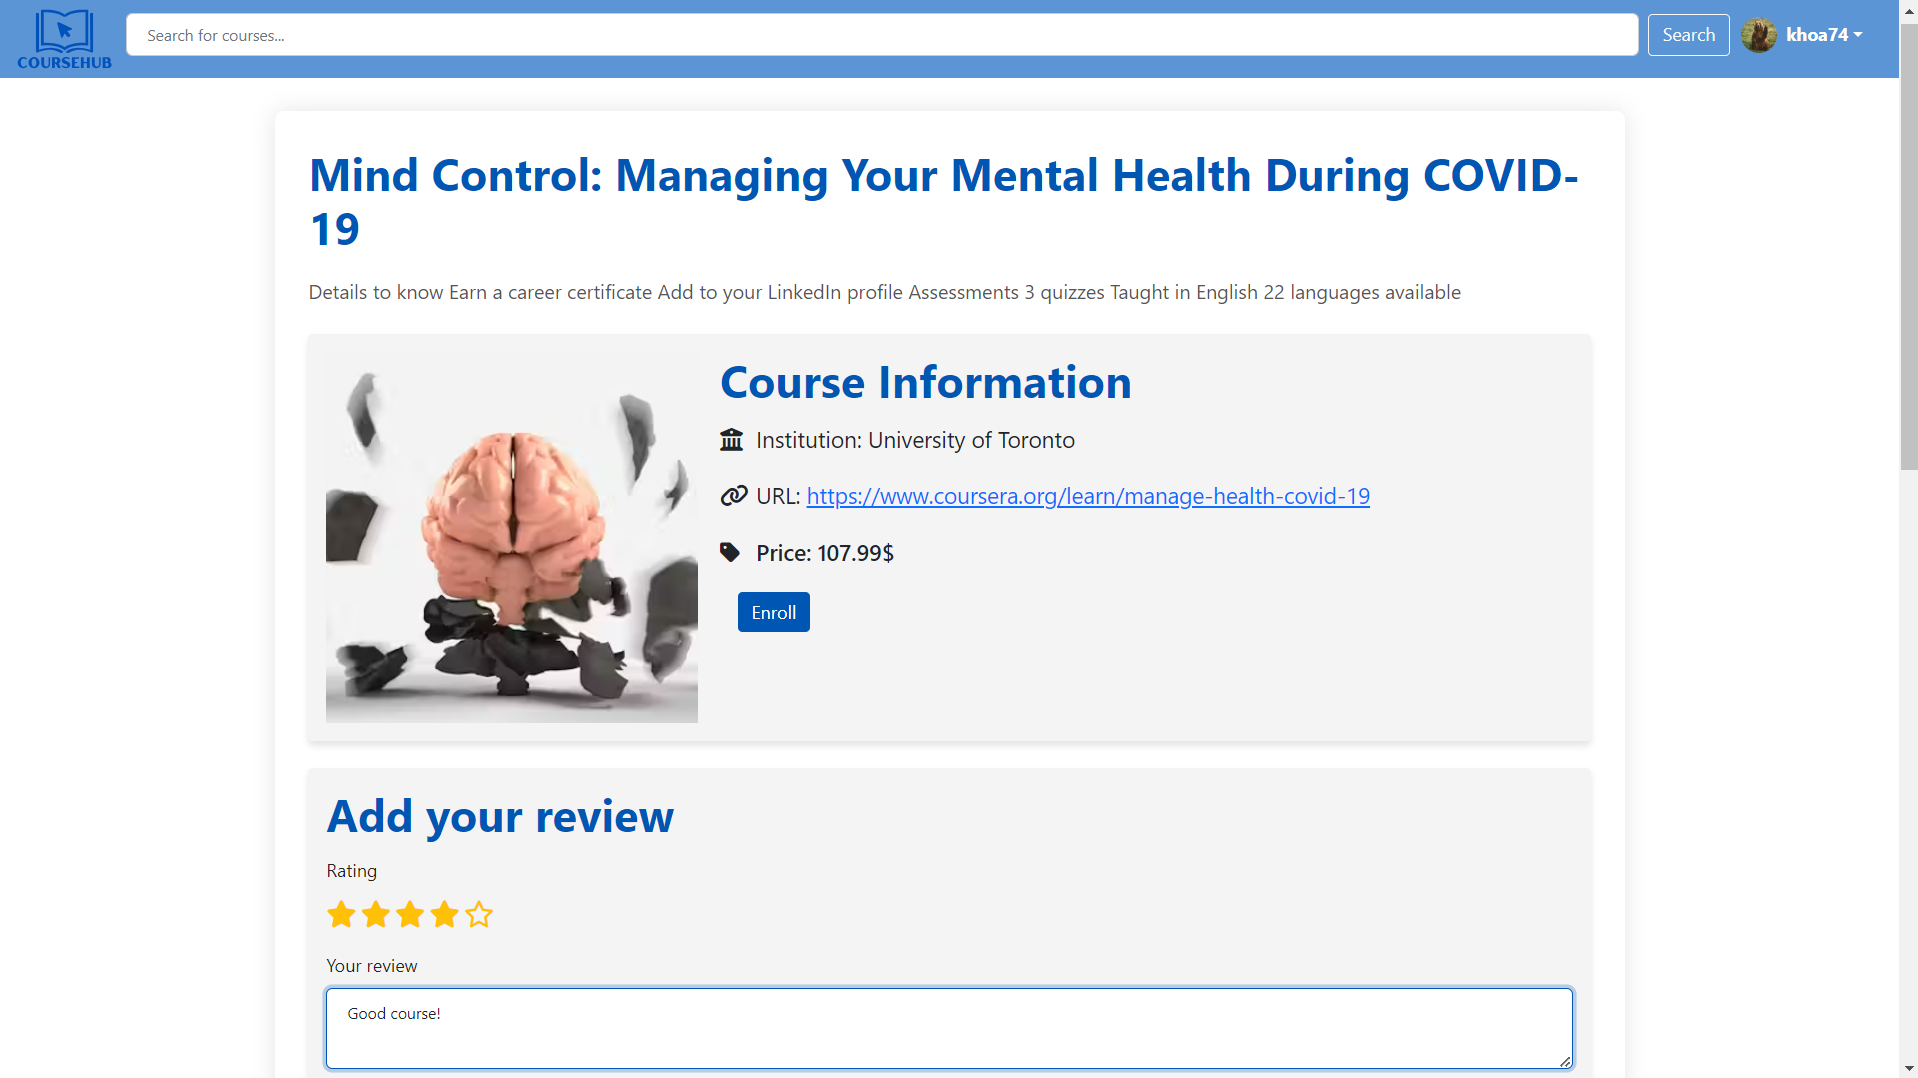 COURSEHUB
Search for courses...
Search
khoa74
Mind Control: Managing Your Mental Health During COVID-
19
Details to know Earn a career certificate Add to your LinkedIn profile Assessments 3 quizzes Taught in English 22 languages available
Course Information
Institution: University of Toronto
URL: https://www.coursera.org/learn/manage-health-covid-19
Price: 107.99$
Enroll
Add your review
Rating
Your review
Good course!